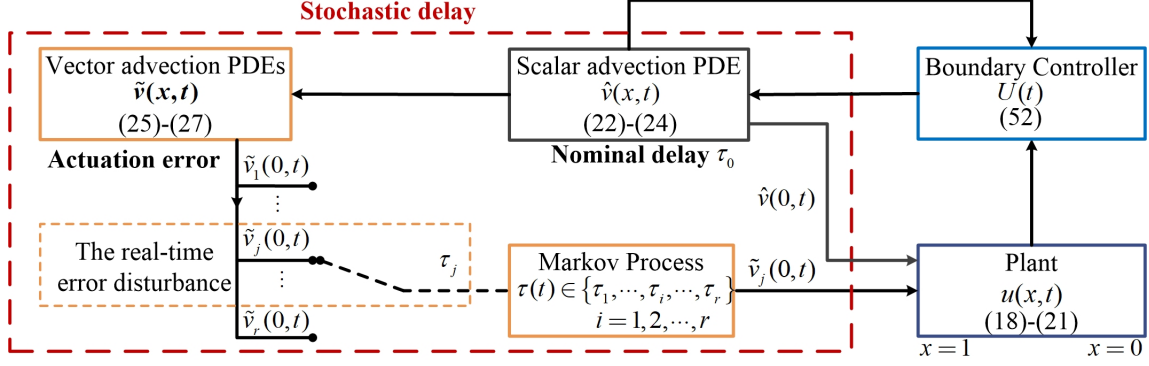 Stochastic delay
Vector advection PDEs
ṽ(x,t)
(25)-(27)
Actuation error
Scalar advection PDE
v̂(x,t)
(22)-(24)
Nominal delay τ₀
Boundary Controller
U(t)
(52)
ṽ₁(0,t)
⋮
ṽⱼ(0,t)
⋮
ṽᵣ(0,t)
The real-time
error disturbance
τⱼ
Markov Process
τ(t)∈{τ₁,⋯,τᵢ,⋯,τᵣ}
i=1,2,⋯,r
v̂(0,t)
ṽⱼ(0,t)
Plant
u(x,t)
(18)-(21)
x=1
x=0